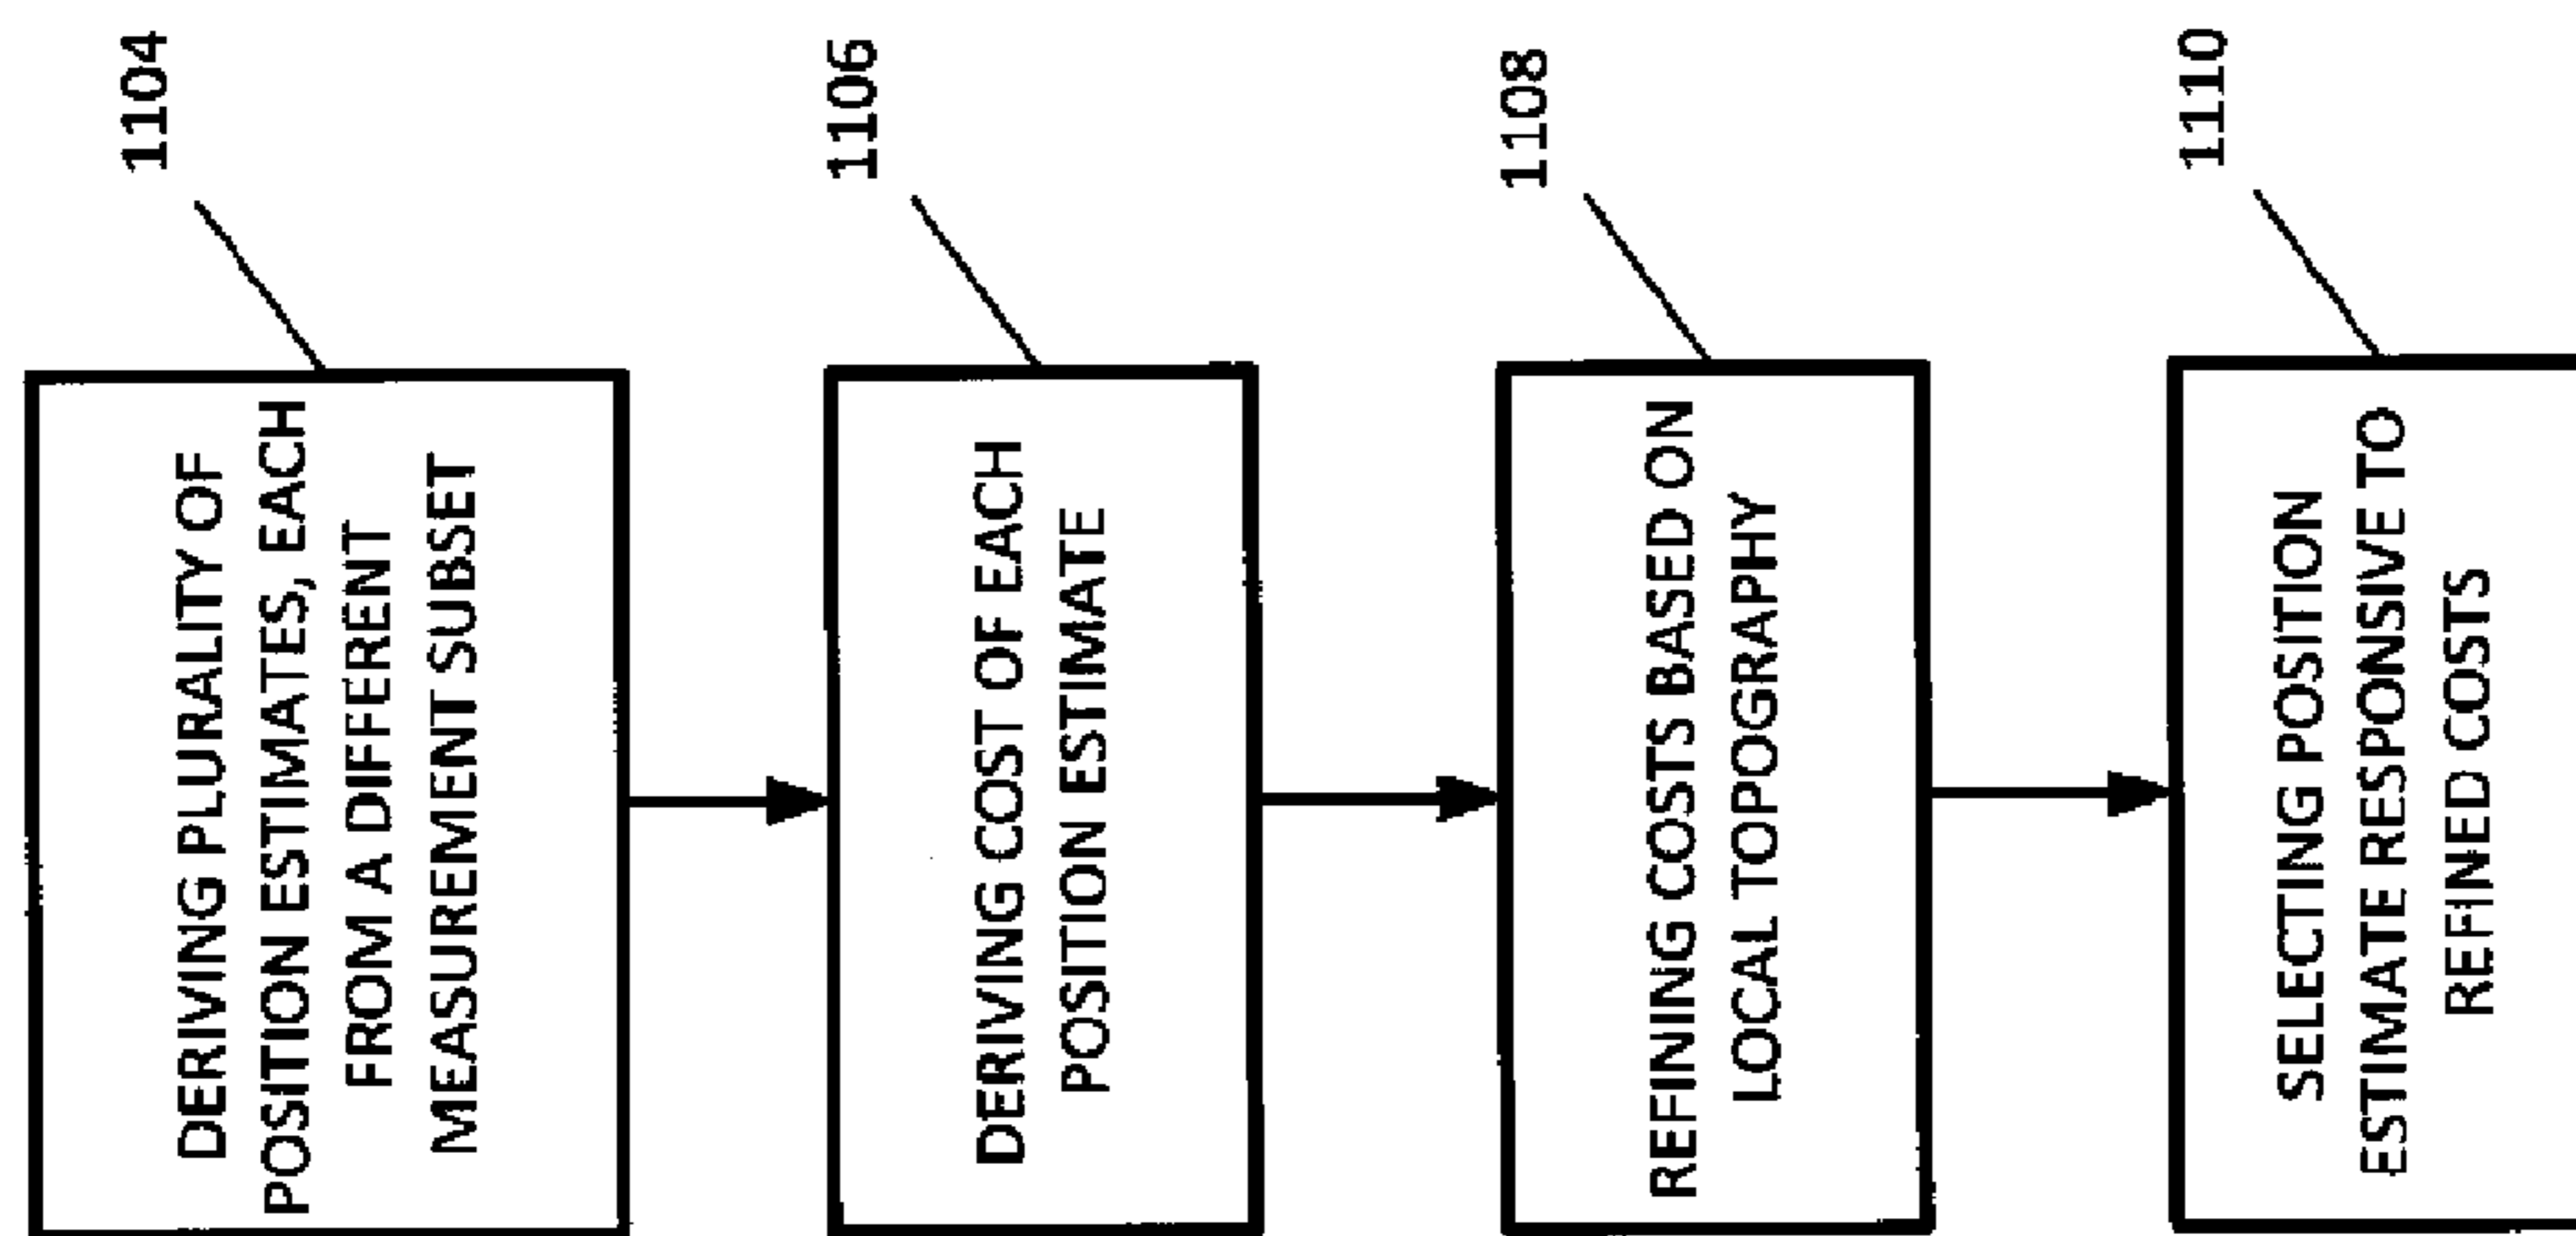 1104
DERIVING PLURALITY OF
POSITION ESTIMATES, EACH
FROM A DIFFERENT
MEASUREMENT SUBSET
1106
DERIVING COST OF EACH
POSITION ESTIMATE
1108
REFINING COSTS BASED ON
LOCAL TOPOGRAPHY
1110
SELECTING POSITION
ESTIMATE RESPONSIVE TO
REFINED COSTS